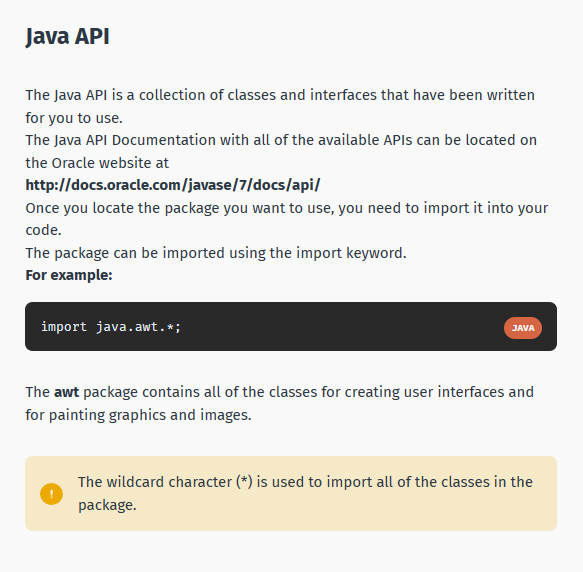 Java API
The Java API is a collection of classes and interfaces that have been written
for you to use.
The Java API Documentation with all of the available APIs can be located on
the Oracle website at
http://docs.oracle.com/javase/7/docs/api/
Once you locate the package you want to use, you need to import it into your
code.
The package can be imported using the import keyword.
For example:
import java.awt.*;
JAVA
The awt package contains all of the classes for creating user interfaces and
for painting graphics and images.
!
The wildcard character (*) is used to import all of the classes in the
package.